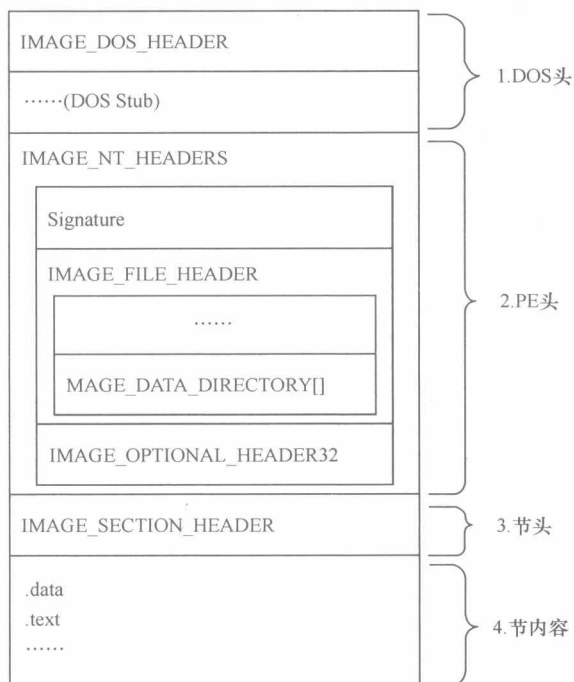 IMAGE_DOS_HEADER
……(DOS Stub)
1.DOS头
IMAGE_NT_HEADERS
Signature
IMAGE_FILE_HEADER
……
MAGE_DATA_DIRECTORY[]
IMAGE_OPTIONAL_HEADER32
2.PE头
IMAGE_SECTION_HEADER
3.节头
.data
.text
……
4.节内容